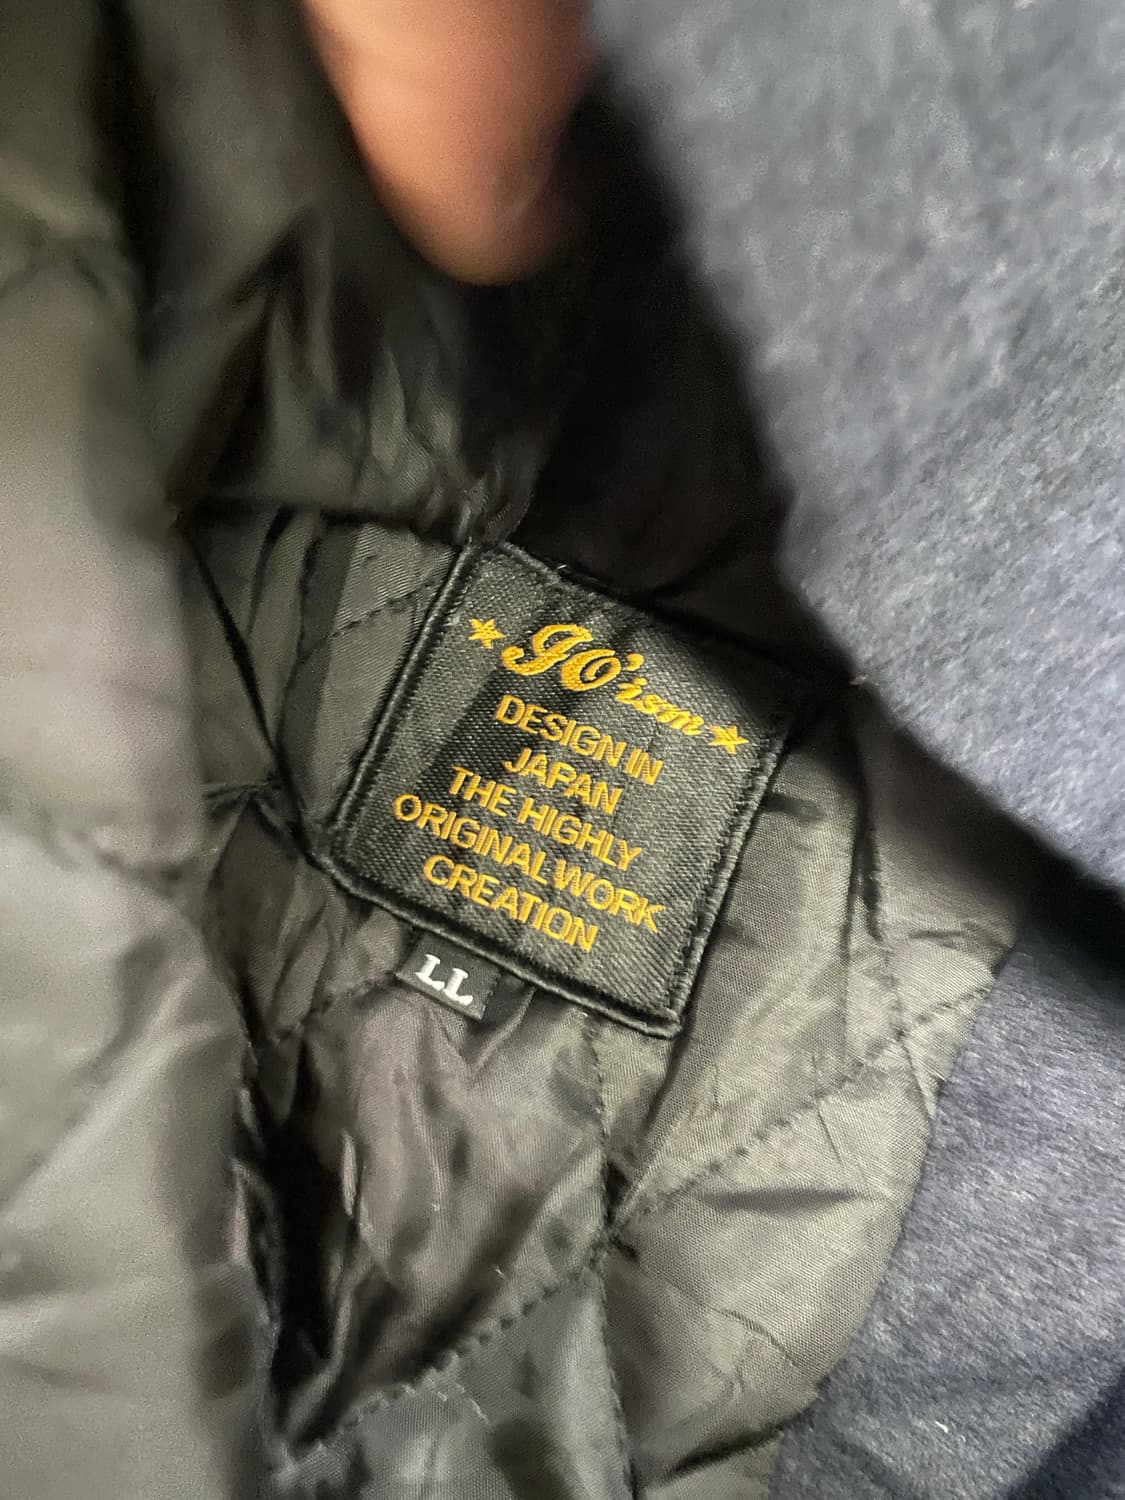 ★JO'ism★
DESIGN IN
JAPAN
THE HIGHLY
ORIGINAL WORK
CREATION
LL